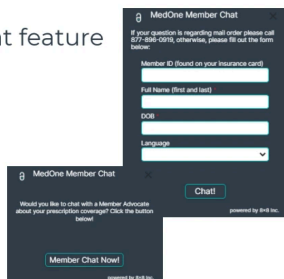 t feature
MedOne Member Chat
If your question is regarding mail order please call
877-896-0919, otherwise, please fill out the form
below:
Member ID (found on your insurance card)
Full Name (first and last)
DOB
Language
Chat!
powered by 8x8 Inc.
MedOne Member Chat
Would you like to chat with a Member Advocate
about your prescription coverage? Click the button
below!
Member Chat Now!
powered by 8x8 Inc.